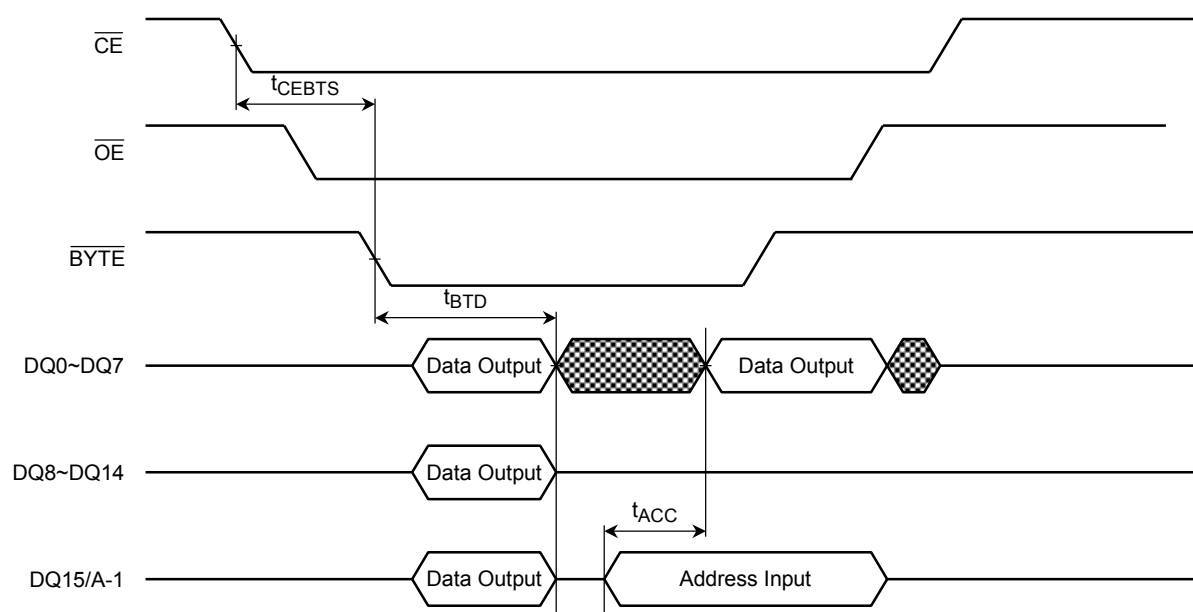 CE
tCEBTS
OE
BYTE
tBTD
DQ0~DQ7
Data Output
Data Output
DQ8~DQ14
Data Output
tACC
DQ15/A-1
Data Output
Address Input